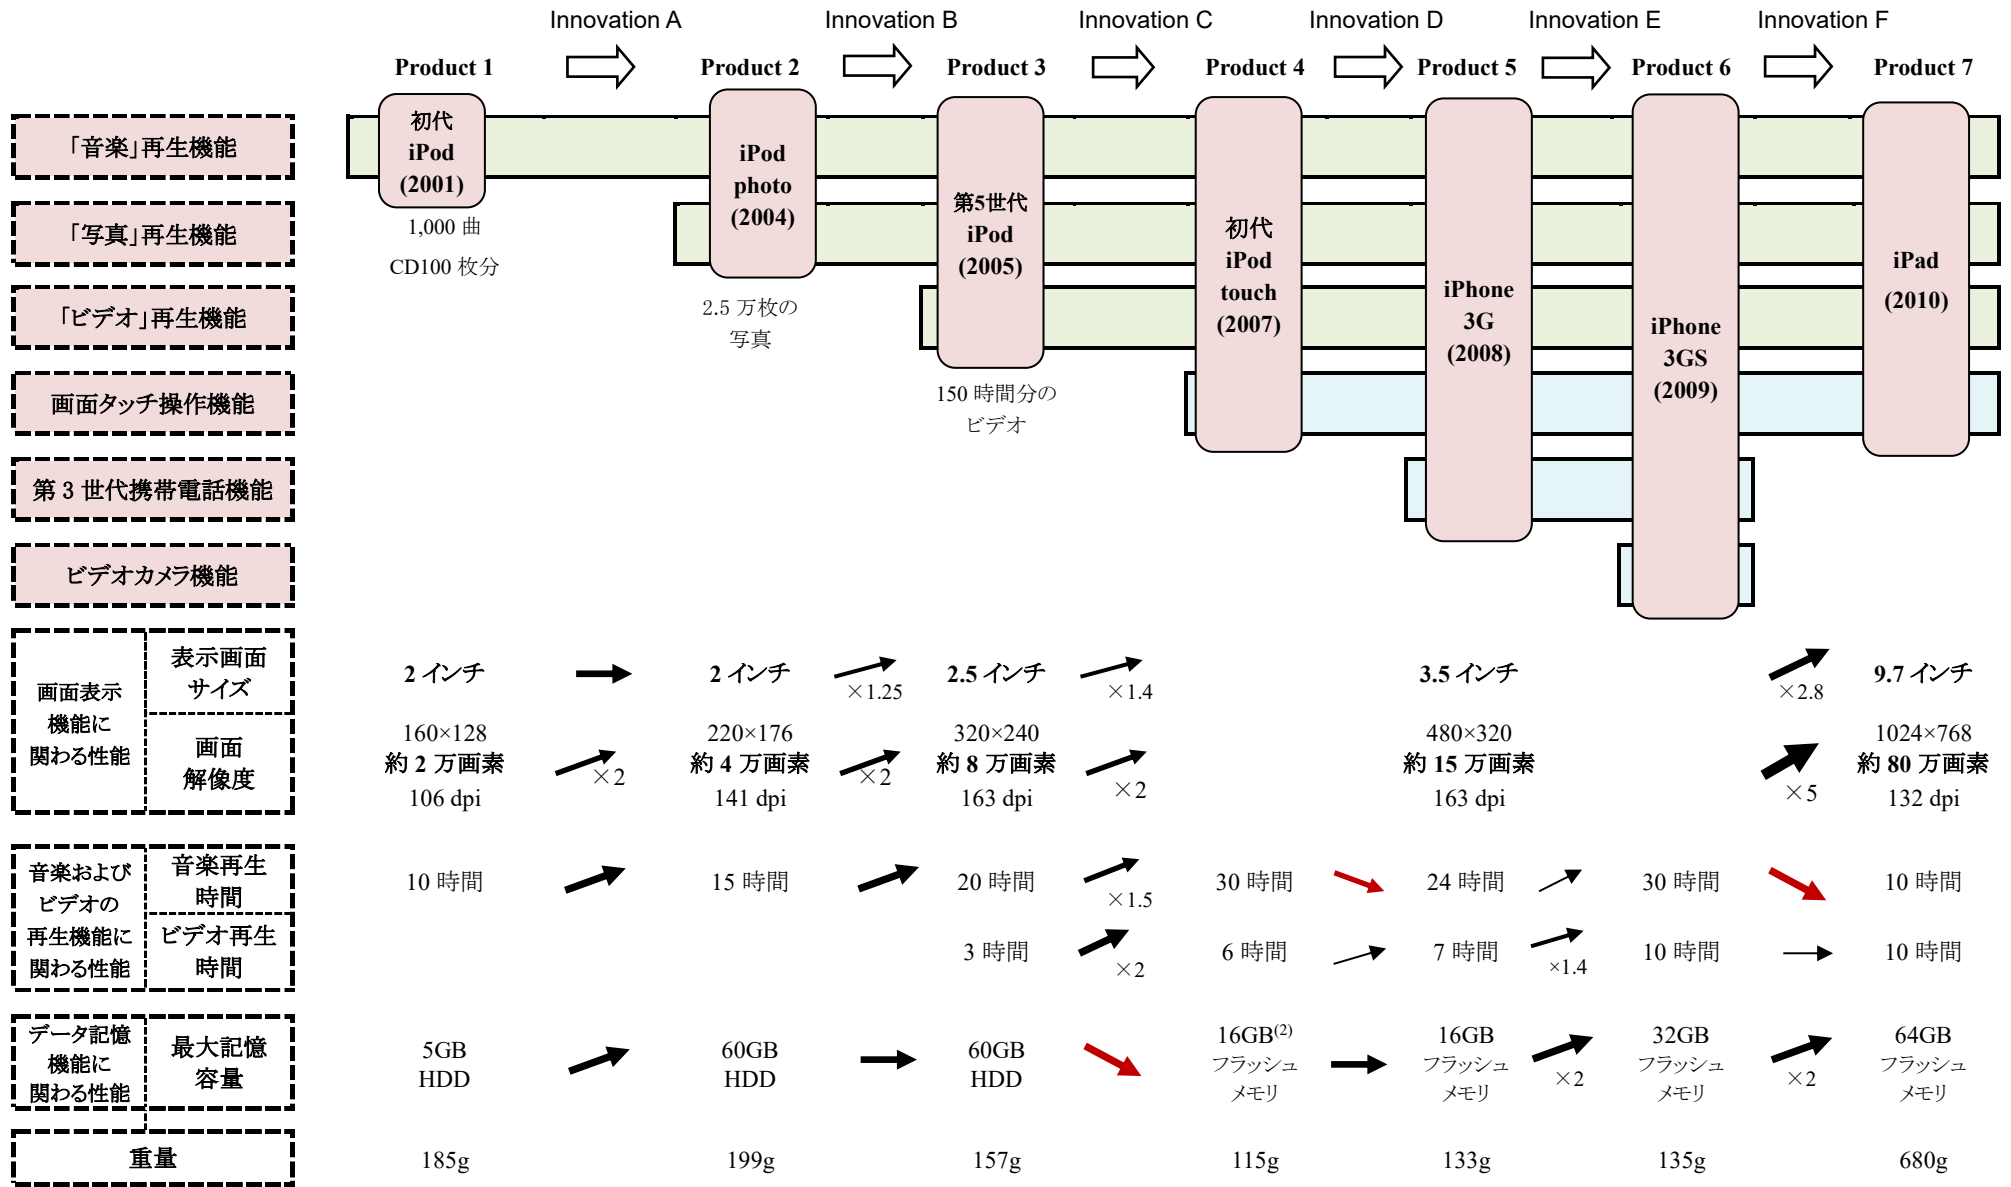 Innovation A
Innovation B
Innovation C
Innovation D
Innovation E
Innovation F
Product 1
Product 2
Product 3
Product 4
Product 5
Product 6
Product 7
「音楽」再生機能
「写真」再生機能
「ビデオ」再生機能
画面タッチ操作機能
第 3 世代携帯電話機能
ビデオカメラ機能
初代
iPod
(2001)
1,000 曲
CD100 枚分
iPod
photo
(2004)
2.5 万枚の
写真
第5世代
iPod
(2005)
150 時間分の
ビデオ
初代
iPod
touch
(2007)
iPhone
3G
(2008)
iPhone
3GS
(2009)
iPad
(2010)
画面表示
機能に
関わる性能
表示画面
サイズ
2 インチ
2 インチ
×1.25
2.5 インチ
×1.4
3.5 インチ
×2.8
9.7 インチ
画面
解像度
160×128
約 2 万画素
106 dpi
×2
220×176
約 4 万画素
141 dpi
×2
320×240
約 8 万画素
163 dpi
×2
480×320
約 15 万画素
163 dpi
×5
1024×768
約 80 万画素
132 dpi
音楽および
ビデオの
再生機能に
関わる性能
音楽再生
時間
10 時間
15 時間
20 時間
×1.5
30 時間
24 時間
30 時間
10 時間
ビデオ再生
時間
3 時間
×2
6 時間
7 時間
×1.4
10 時間
10 時間
データ記憶
機能に
関わる性能
最大記憶
容量
5GB
HDD
60GB
HDD
60GB
HDD
16GB(2)
フラッシュ
メモリ
16GB
フラッシュ
メモリ
×2
32GB
フラッシュ
メモリ
×2
64GB
フラッシュ
メモリ
重量
185g
199g
157g
115g
133g
135g
680g